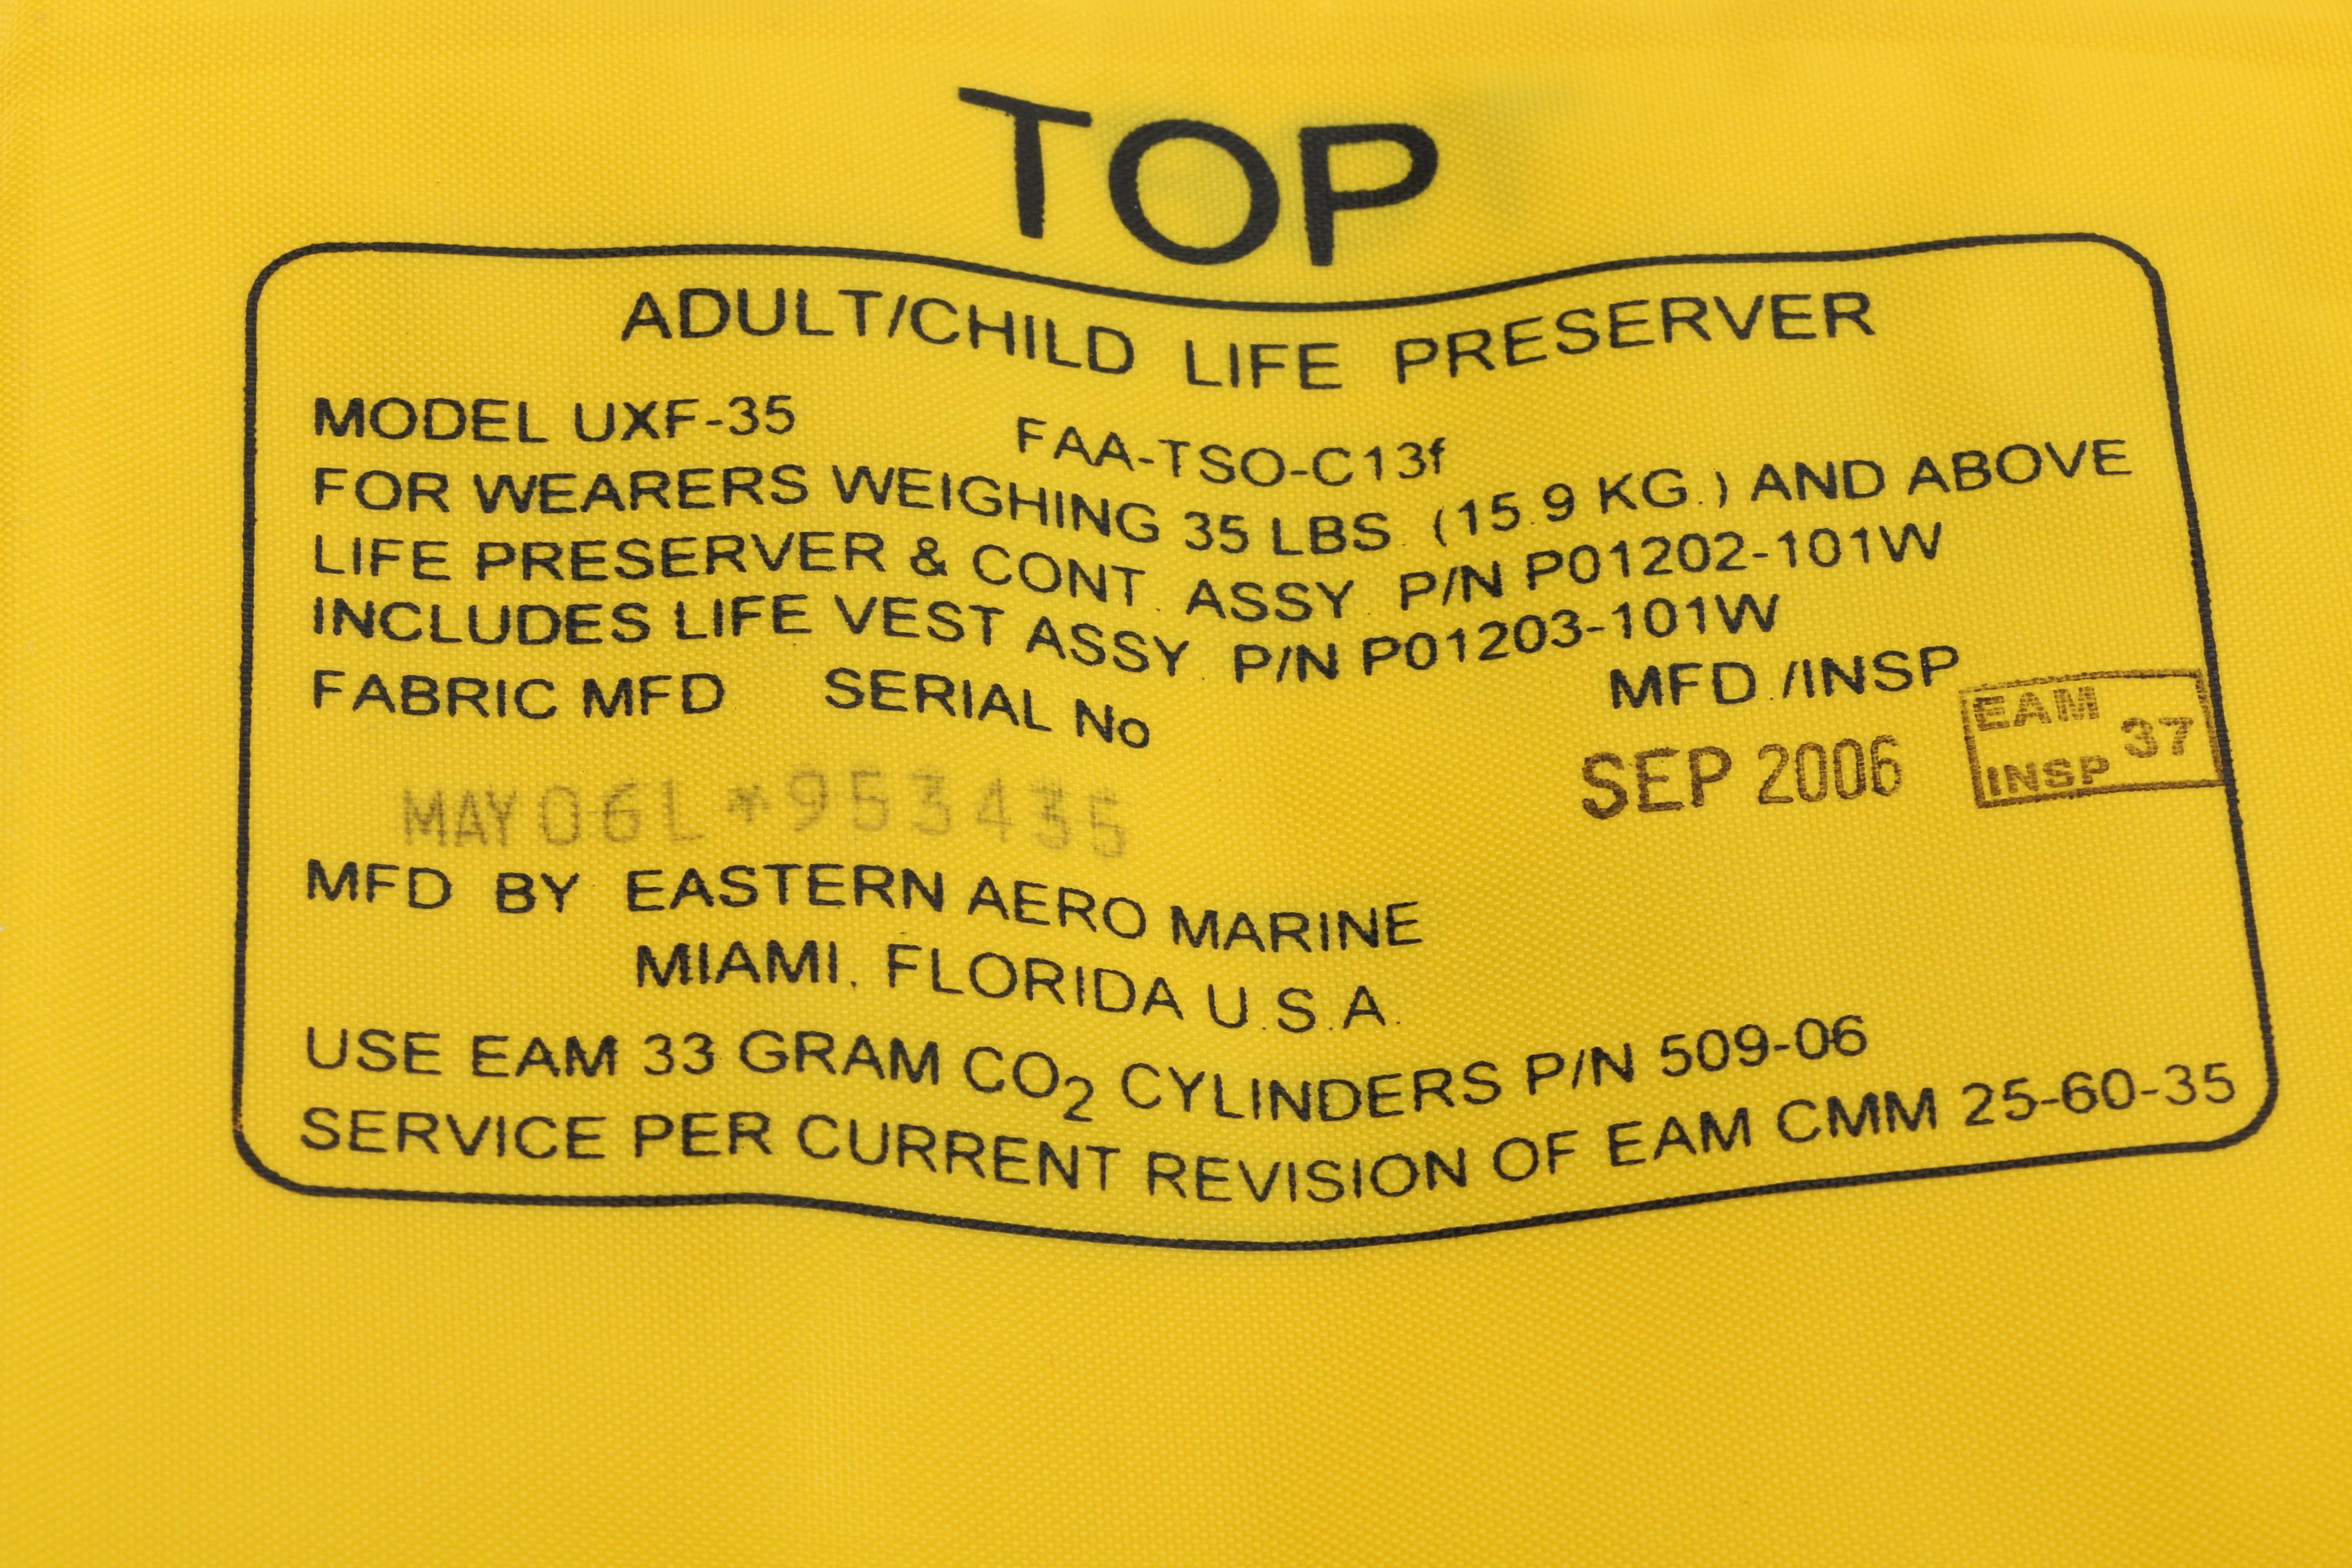 TOP
ADULT/CHILD LIFE PRESERVER
MODEL UXF-35 FAA-TSO-C13f
FOR WEARERS WEIGHING 35 LBS. (15.9 KG.) AND ABOVE
LIFE PRESERVER & CONT. ASSY. P/N P01202-101W
INCLUDES LIFE VEST ASSY. P/N P01203-101W
FABRIC MFD SERIAL No MFD./INSP
MAY 06L*953435 SEP 2006 EAM INSP 37
MFD BY EASTERN AERO MARINE
MIAMI, FLORIDA U.S.A.
USE EAM 33 GRAM CO₂ CYLINDERS P/N 509-06
SERVICE PER CURRENT REVISION OF EAM CMM 25-60-35